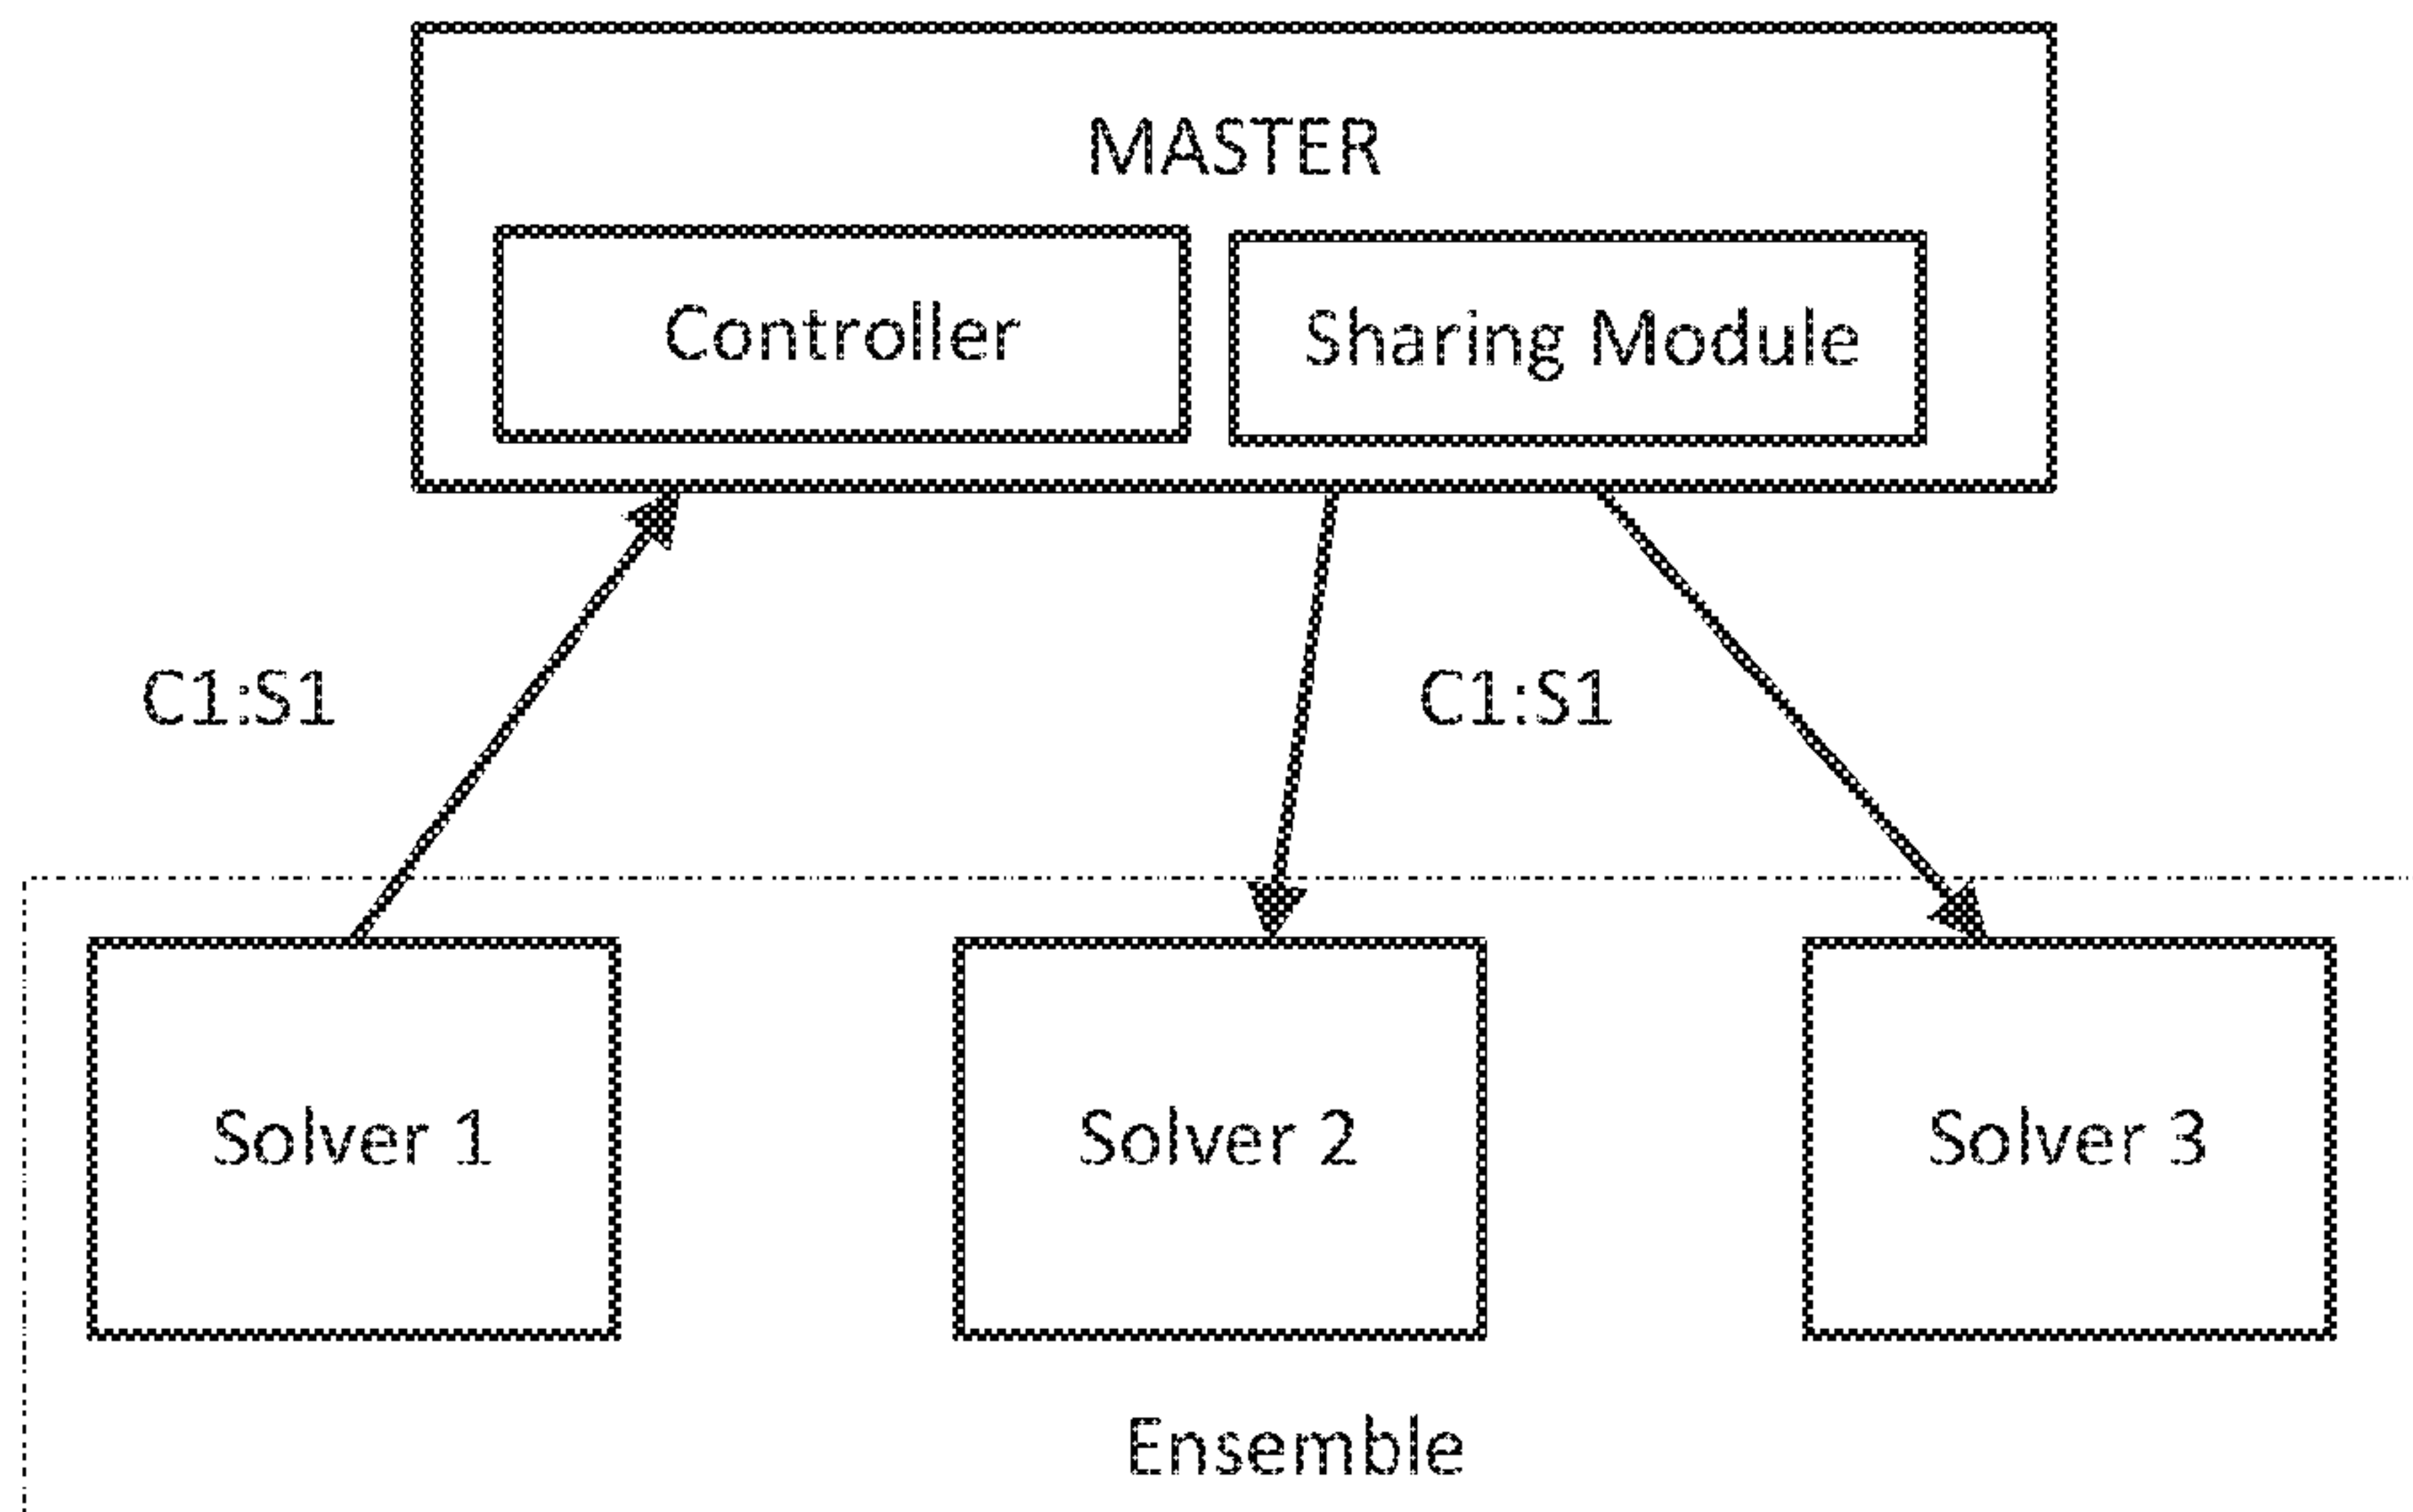 MASTER
Controller
Sharing Module
C1:S1
C1:S1
Solver 1
Solver 2
Solver 3
Ensemble